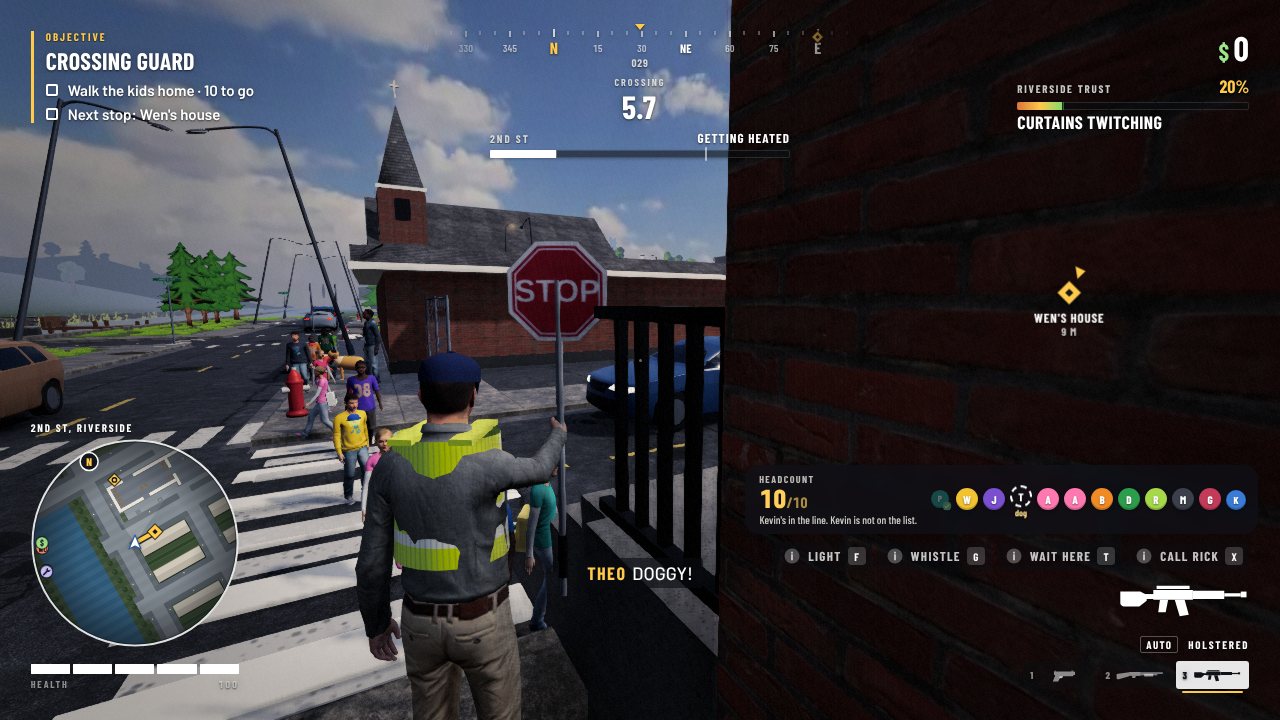 OBJECTIVE
CROSSING GUARD
Walk the kids home · 10 to go
Next stop: Wen's house
330 345 N 15 30 NE 60 75 E
029
CROSSING
5.7
2ND ST GETTING HEATED
$0
RIVERSIDE TRUST 20%
CURTAINS TWITCHING
STOP
38
WEN'S HOUSE
9 M
2ND ST, RIVERSIDE
N
$
HEADCOUNT
10/10
P W J T A A B D R M G K
dog
Kevin's in the line. Kevin is not on the list.
i LIGHT F i WHISTLE G i WAIT HERE T i CALL RICK X
THEO DOGGY!
AUTO HOLSTERED
1 2 3
HEALTH 100